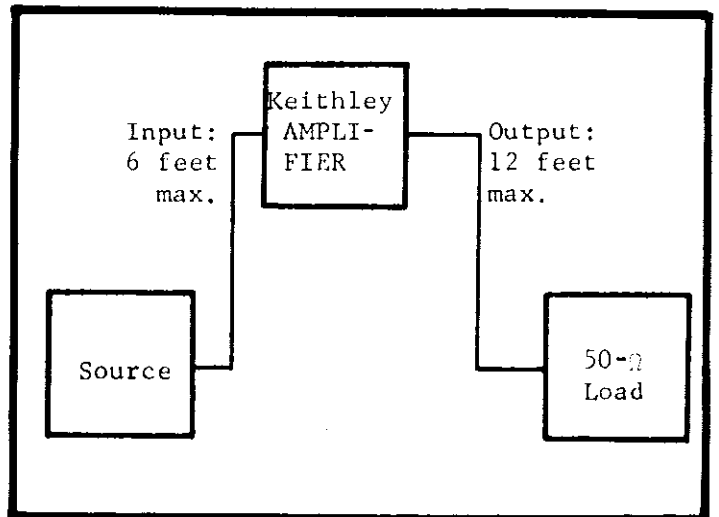 Keithley
AMPLI-
FIER
Input:
6 feet
max.
Output:
12 feet
max.
Source
50-Ω
Load